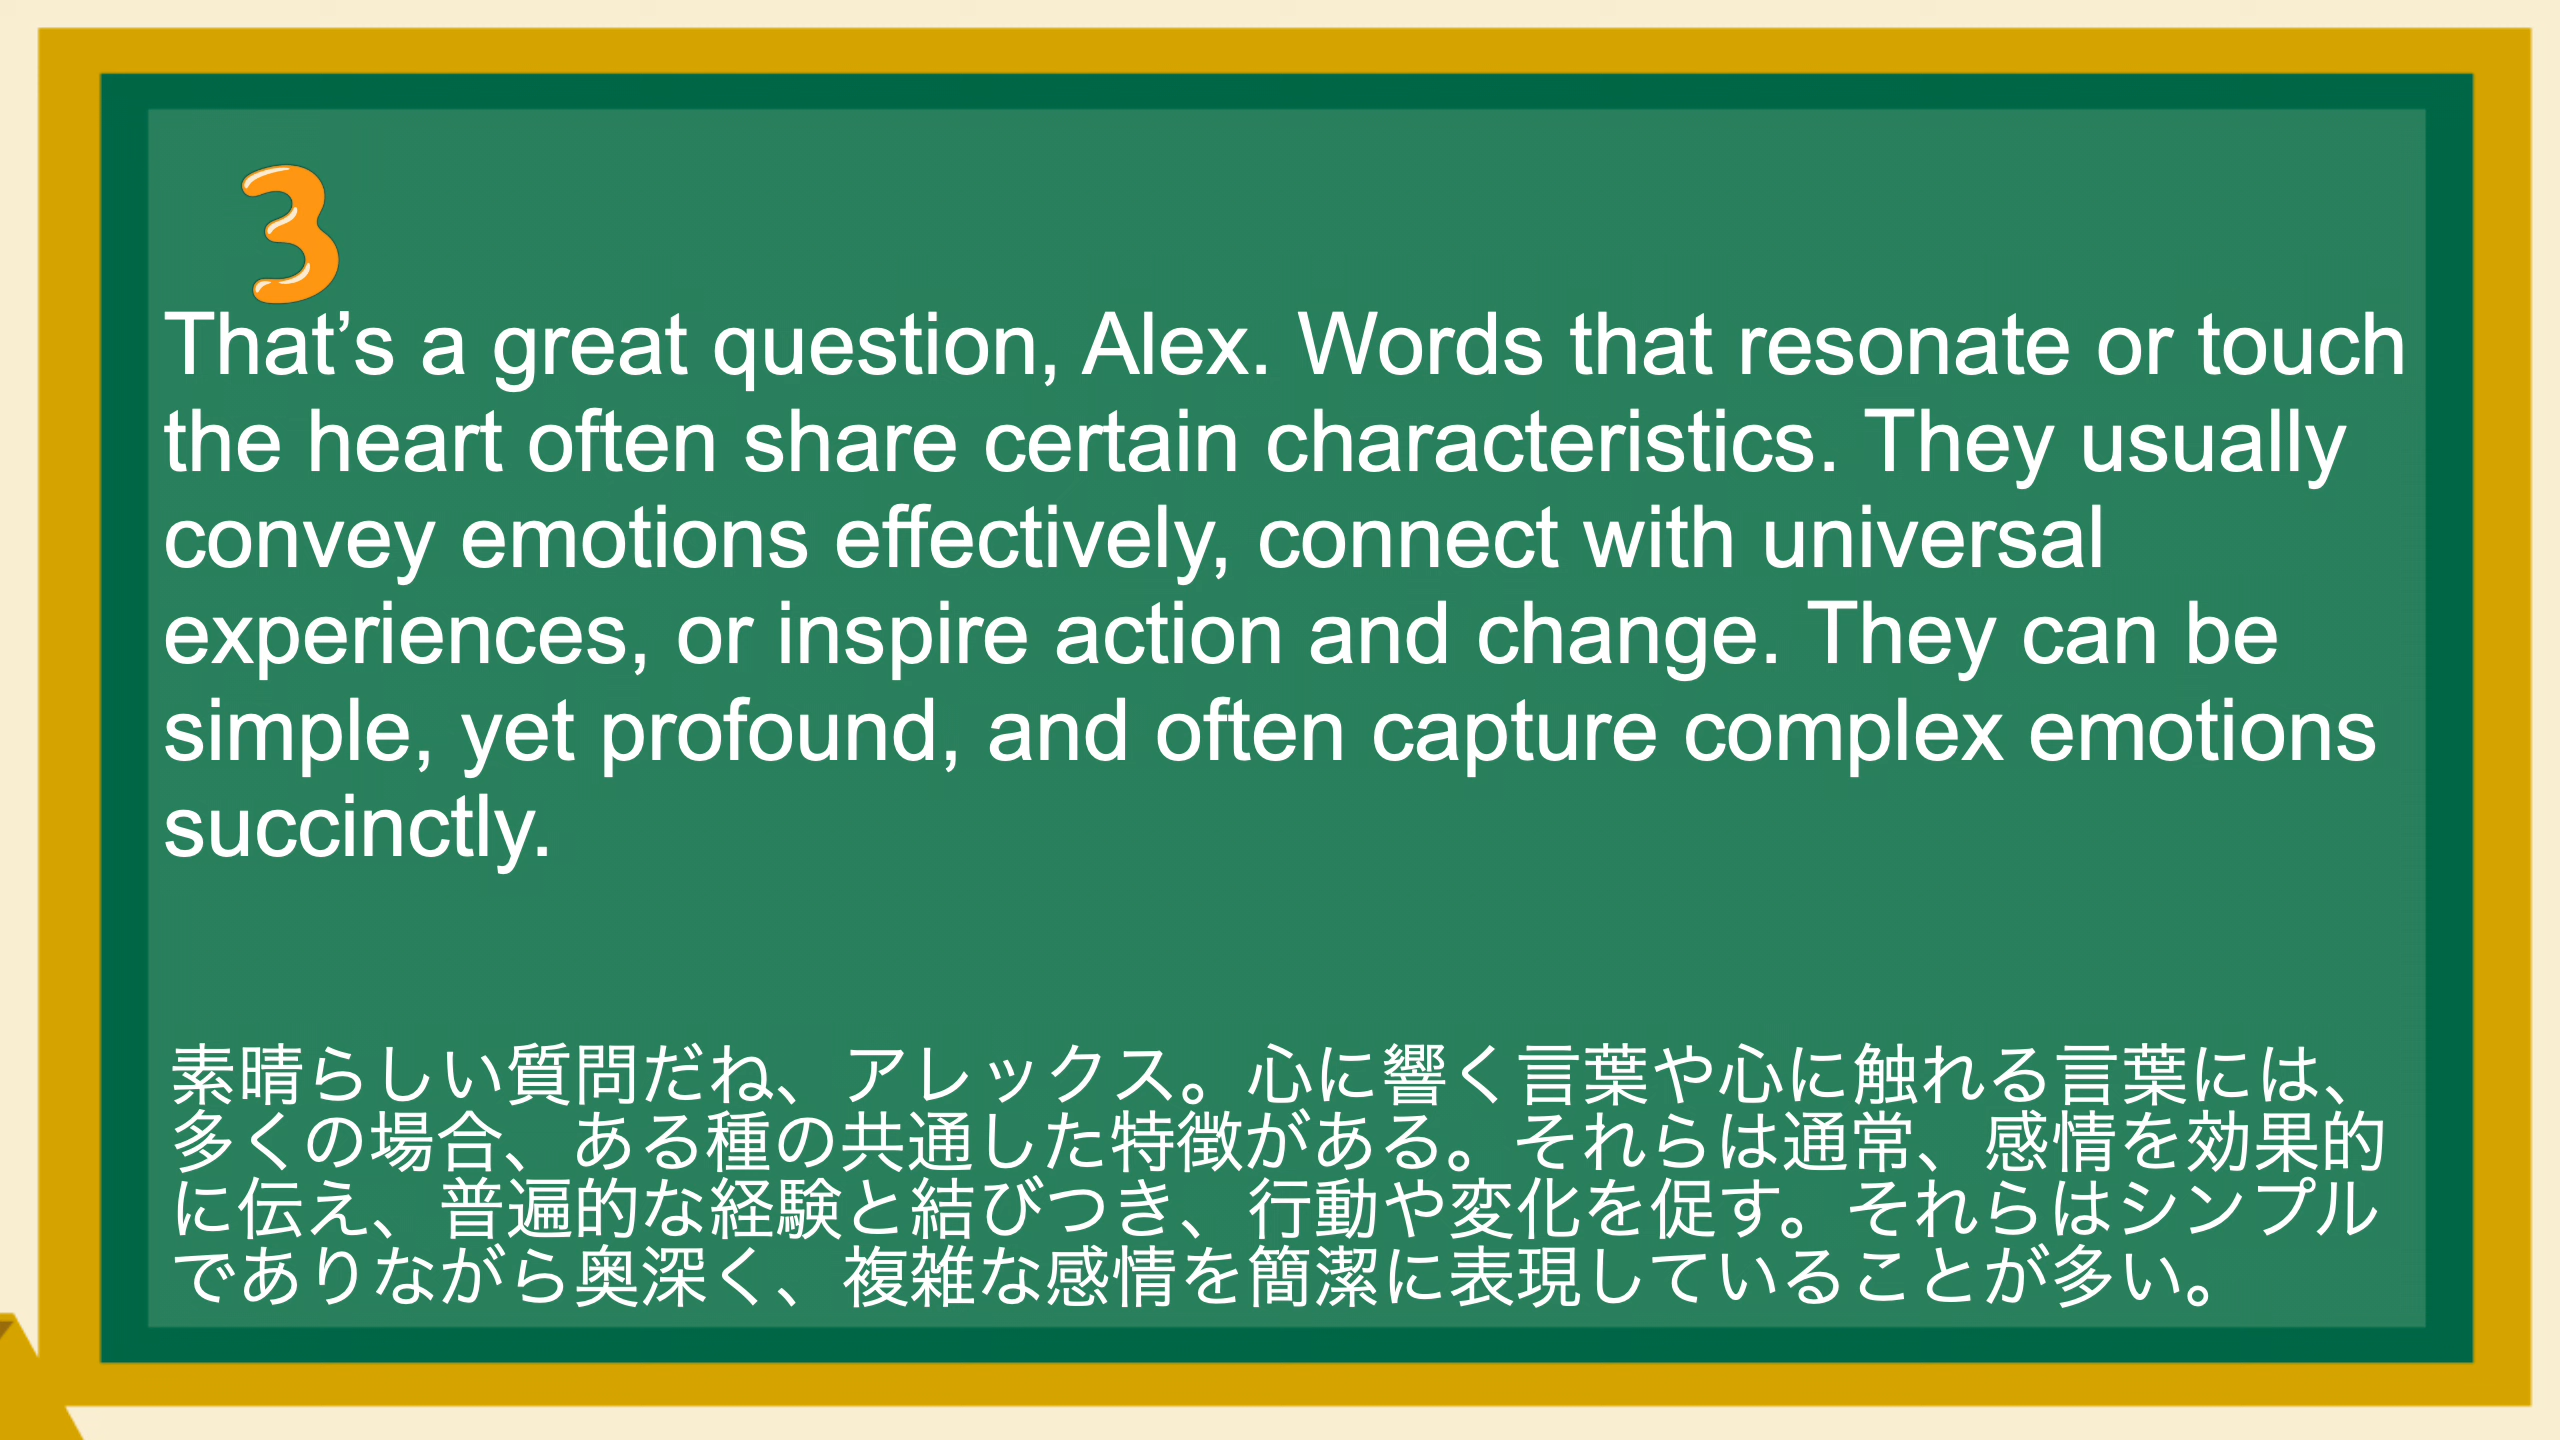 3
That’s a great question, Alex. Words that resonate or touch
the heart often share certain characteristics. They usually
convey emotions effectively, connect with universal
experiences, or inspire action and change. They can be
simple, yet profound, and often capture complex emotions
succinctly.
素晴らしい質問だね、アレックス。心に響く言葉や心に触れる言葉には、
多くの場合、ある種の共通した特徴がある。それらは通常、感情を効果的
に伝え、普遍的な経験と結びつき、行動や変化を促す。それらはシンプル
でありながら奥深く、複雑な感情を簡潔に表現していることが多い。